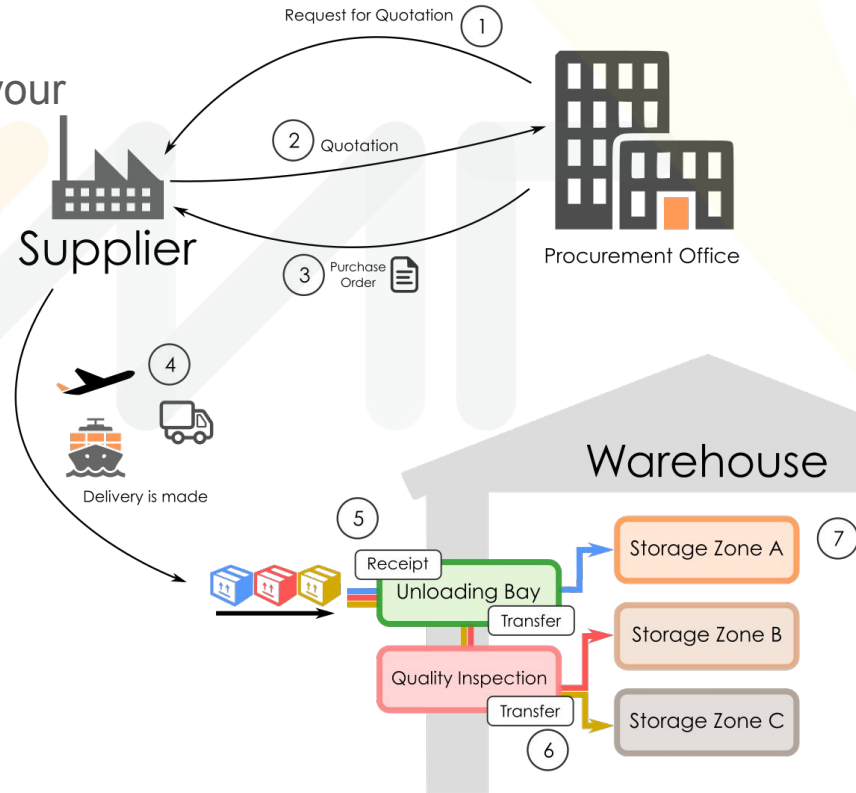 Request for Quotation
1
your
2
Quotation
Supplier
3
Purchase
Order
Procurement Office
4
Delivery is made
Warehouse
5
Receipt
Unloading Bay
Transfer
Storage Zone A
7
Storage Zone B
Quality Inspection
Transfer
Storage Zone C
6